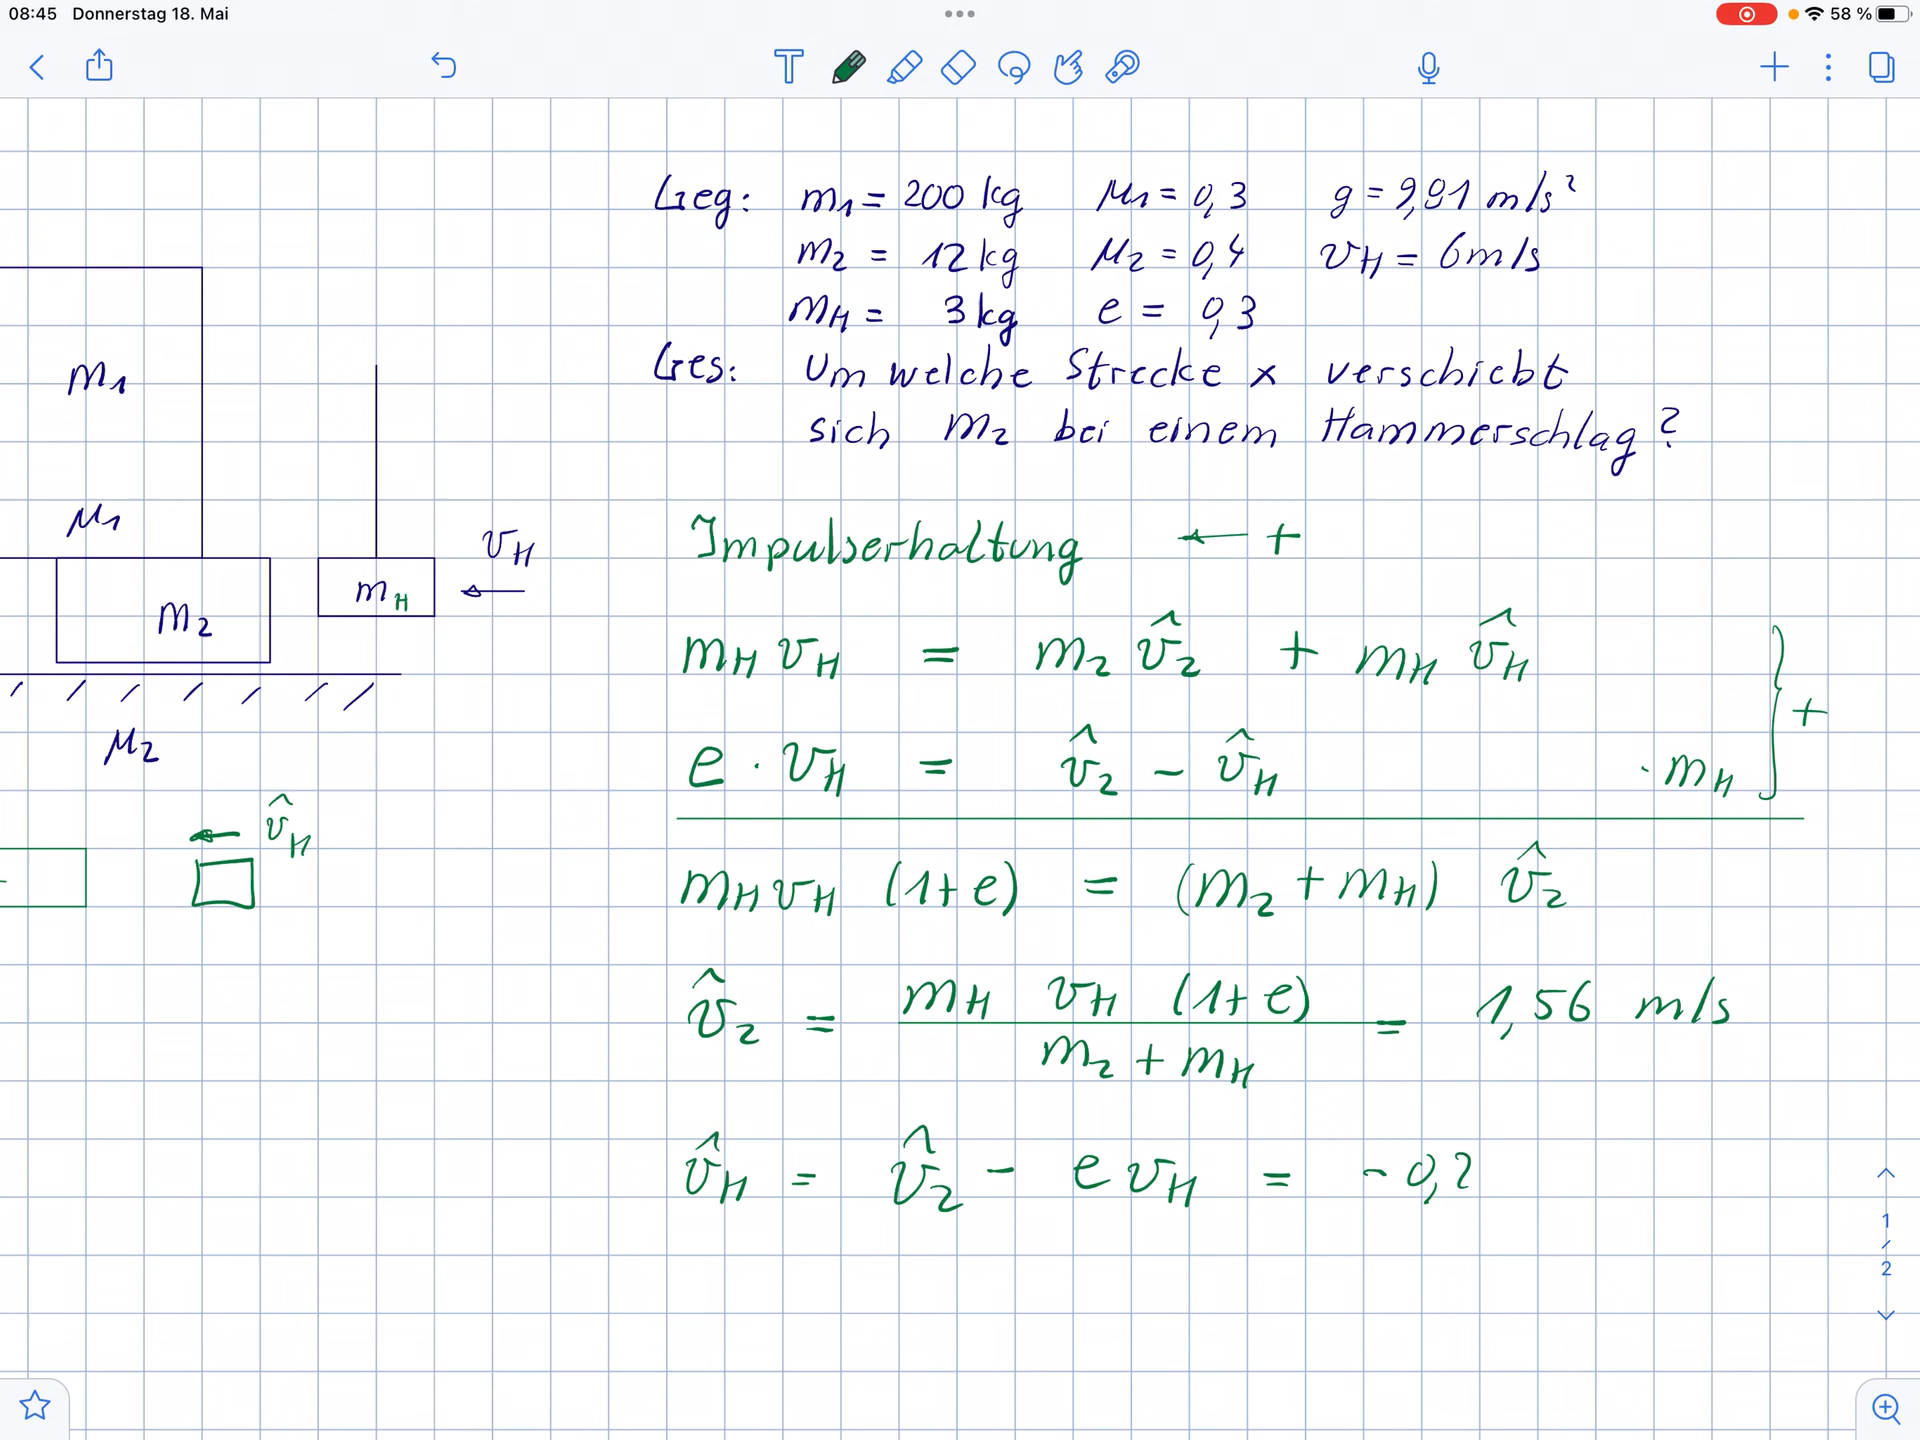 08:45 Donnerstag 18. Mai
58 %
Geg: m₁ = 200 kg μ₁ = 0,3 g = 9,81 m/s²
m₂ = 12 kg μ₂ = 0,4 v_H = 6 m/s
m_H = 3 kg e = 0,3
Ges: Um welche Strecke x verschiebt
sich m₂ bei einem Hammerschlag?
m₁
μ₁
v_H
m₂
m_H
μ₂
v̂_H
Impulserhaltung ← +
m_H v_H = m₂ v̂₂ + m_H v̂_H
+
e · v_H = v̂₂ - v̂_H · m_H
m_H v_H (1+e) = (m₂ + m_H) v̂₂
v̂₂ = m_H v_H (1+e) / m₂ + m_H = 1,56 m/s
v̂_H = v̂₂ - e v_H = - 0,2
1
/
2